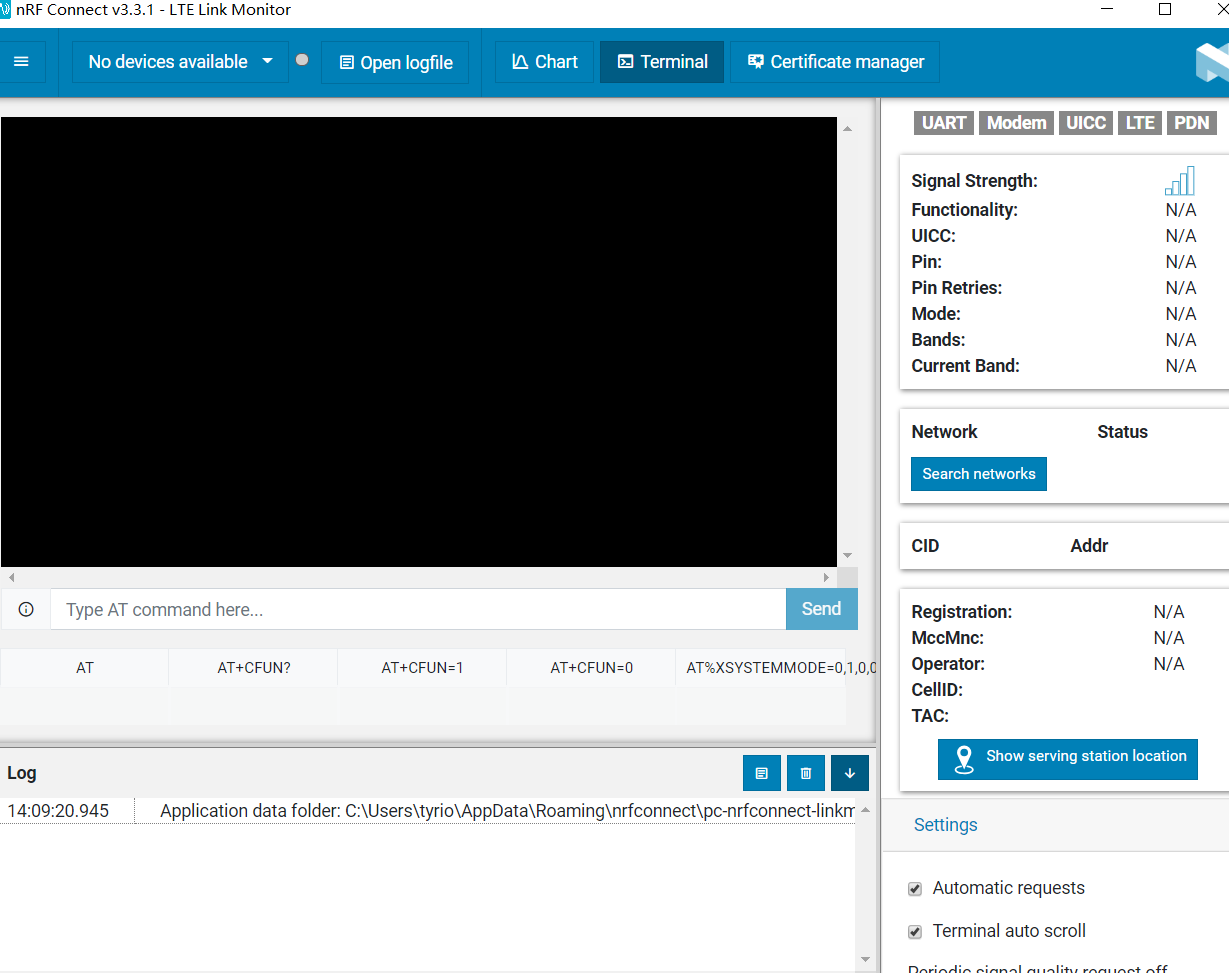 nRF Connect v3.3.1 - LTE Link Monitor
No devices available
Open logfile
Chart
Terminal
Certificate manager
UART Modem UICC LTE PDN
Signal Strength:
Functionality: N/A
UICC: N/A
Pin: N/A
Pin Retries: N/A
Mode: N/A
Bands: N/A
Current Band: N/A
Network Status
Search networks
CID Addr
Type AT command here...
Send
AT AT+CFUN? AT+CFUN=1 AT+CFUN=0 AT%XSYSTEMMODE=0,1,0,0
Registration: N/A
MccMnc: N/A
Operator: N/A
CellID:
TAC:
Show serving station location
Log
14:09:20.945 Application data folder: C:\Users\tyrio\AppData\Roaming\nrfconnect\pc-nrfconnect-linkm
Settings
Automatic requests
Terminal auto scroll
Periodic signal quality request off